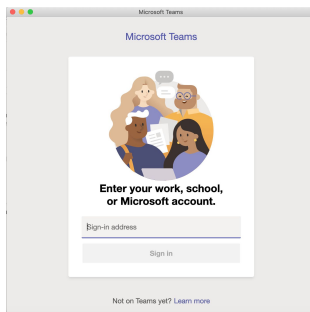 Microsoft Teams
Microsoft Teams
Enter your work, school,
or Microsoft account.
Sign-in address
Sign in
Not on Teams yet? Learn more